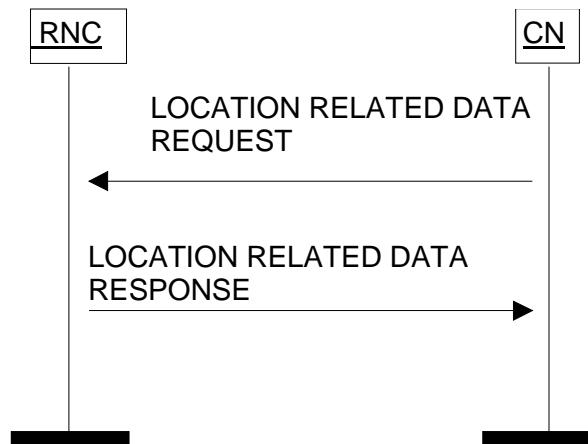 RNC
CN
LOCATION RELATED DATA
REQUEST
LOCATION RELATED DATA
RESPONSE